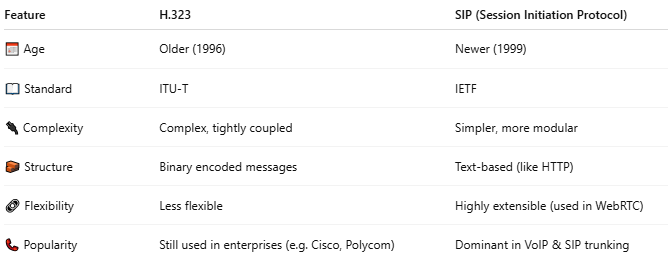 Feature H.323 SIP (Session Initiation Protocol)
Age Older (1996) Newer (1999)
Standard ITU-T IETF
Complexity Complex, tightly coupled Simpler, more modular
Structure Binary encoded messages Text-based (like HTTP)
Flexibility Less flexible Highly extensible (used in WebRTC)
Popularity Still used in enterprises (e.g. Cisco, Polycom) Dominant in VoIP & SIP trunking